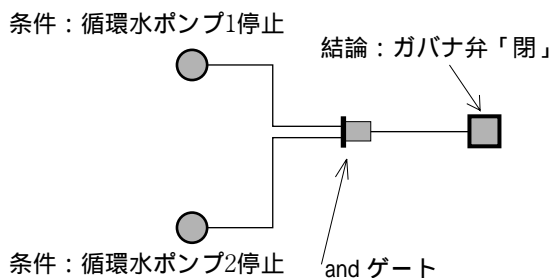 条件：循環水ポンプ1停止
結論：ガバナ弁「閉」
条件：循環水ポンプ2停止
and ゲート